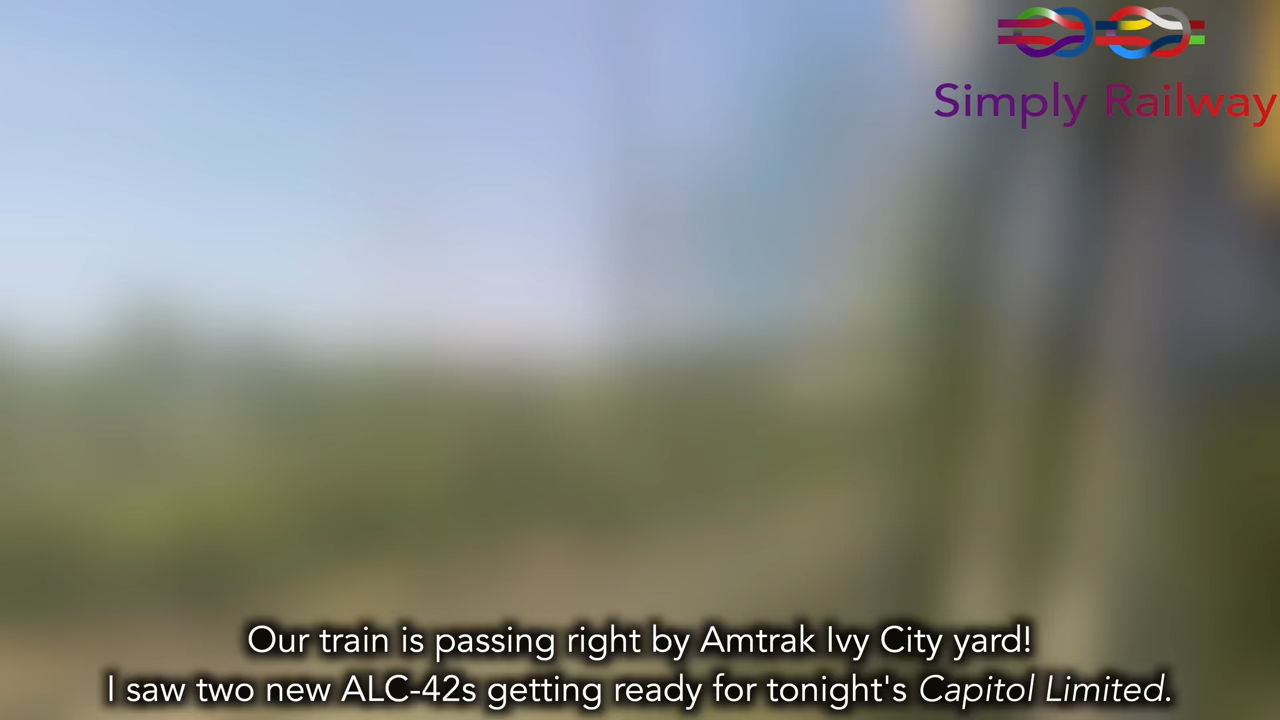 Simply Railway
Our train is passing right by Amtrak Ivy City yard!
I saw two new ALC-42s getting ready for tonight's Capitol Limited.